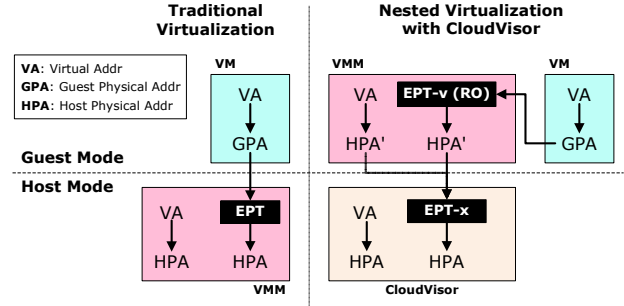 Traditional
Virtualization
Nested Virtualization
with CloudVisor
VA: Virtual Addr
GPA: Guest Physical Addr
HPA: Host Physical Addr
VM
VA
GPA
VMM
VA
HPA'
EPT-v (RO)
HPA'
VM
VA
GPA
Guest Mode
Host Mode
VA
HPA
EPT
HPA
VMM
VA
HPA
EPT-x
HPA
CloudVisor